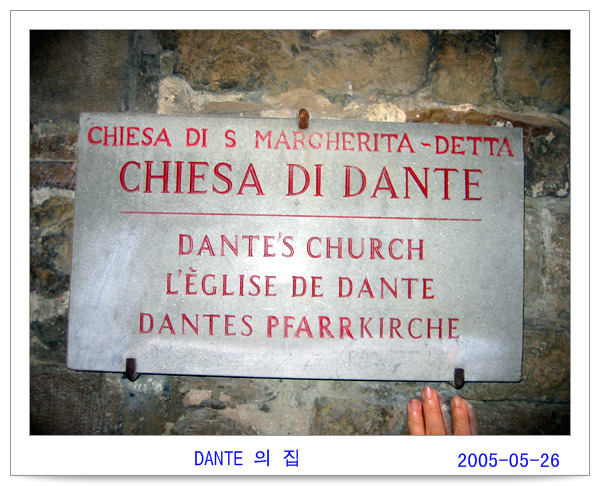 CHIESA DI S MARGHERITA-DETTA
CHIESA DI DANTE
DANTE'S CHURCH
L'ÈGLISE DE DANTE
DANTES PFARRKIRCHE
DANTE 의 집
2005-05-26